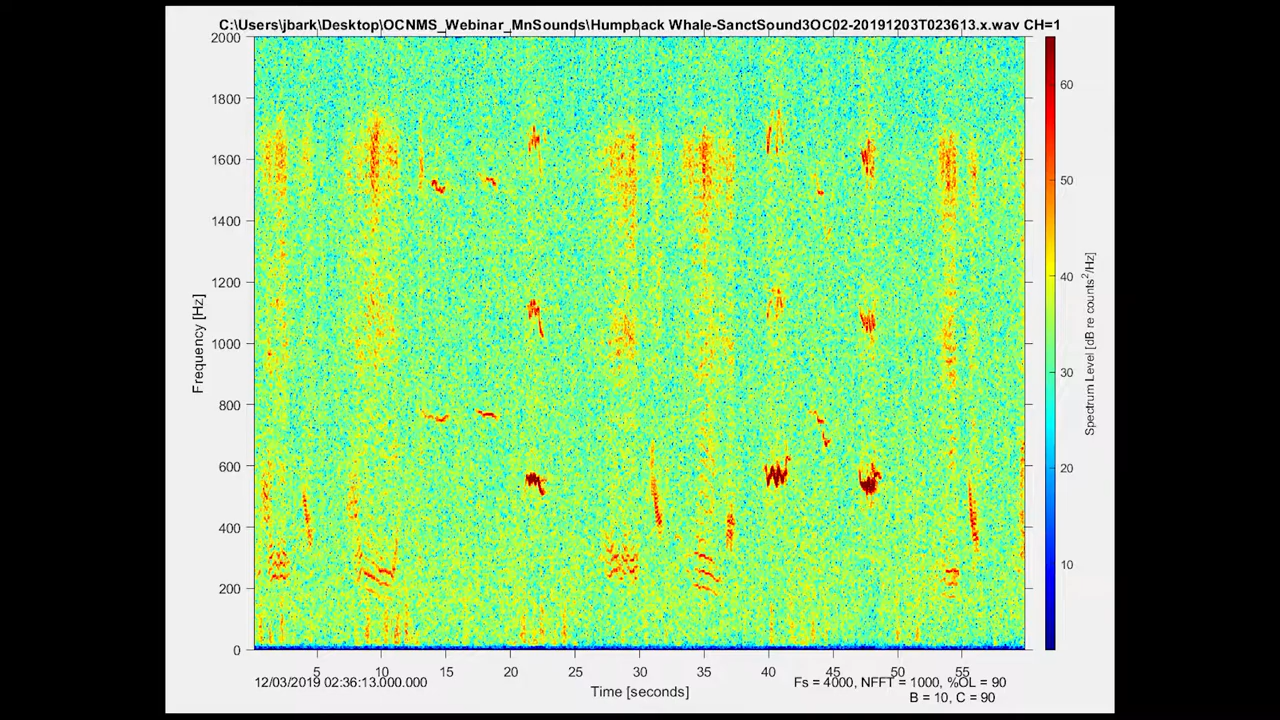 C:\Users\jbark\Desktop\OCNMS_Webinar_MnSounds\Humpback Whale-SanctSound3OC02-20191203T023613.x.wav CH=1
2000
1800
1600
1400
1200
1000
800
600
400
200
0
Frequency [Hz]
5 10 15 20 25 30 35 40 45 50 55
Time [seconds]
12/03/2019 02:36:13.000.000
Fs = 4000, NFFT = 1000, %OL = 90
B = 10, C = 90
60
50
40
30
20
10
Spectrum Level [dB re counts²/Hz]